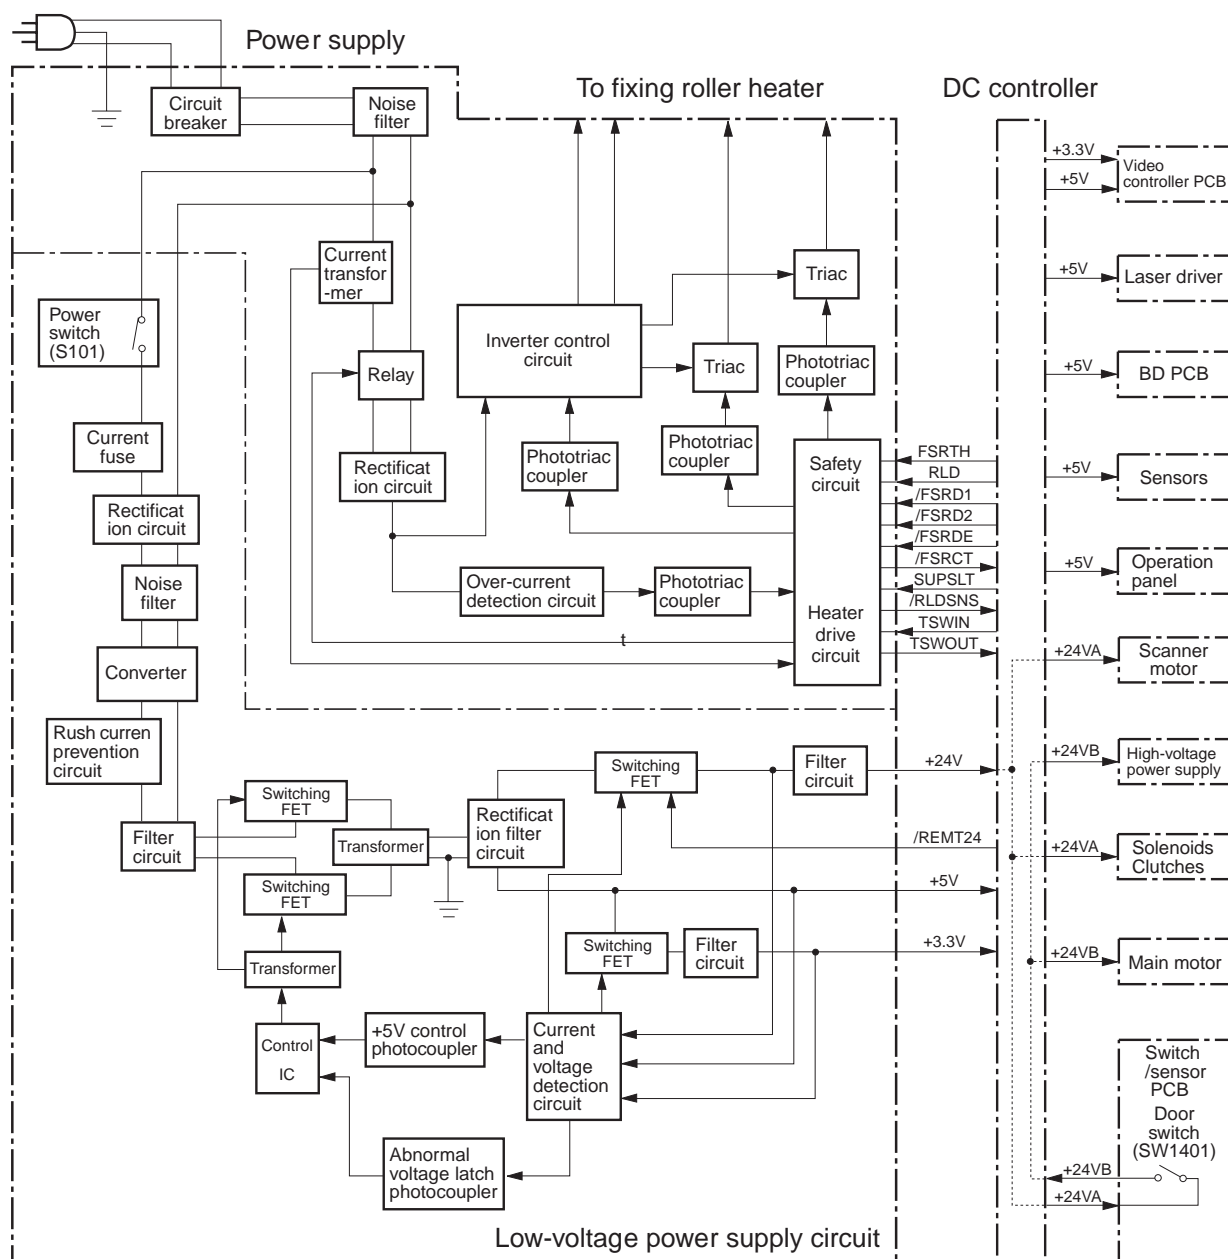 Power supply
To fixing roller heater
DC controller
Circuit
breaker
Noise
filter
+3.3V
+5V
Video
controller PCB
Current
transfor
-mer
Triac
+5V
Laser driver
Power
switch
(S101)
Inverter control
circuit
Relay
Triac
Phototriac
coupler
+5V
BD PCB
Current
fuse
Rectificat
ion circuit
Phototriac
coupler
Phototriac
coupler
Safety
circuit
Heater
drive
circuit
FSRTH
RLD
/FSRD1
/FSRD2
/FSRDE
/FSRCT
SUPSLT
/RLDSNS
TSWIN
TSWOUT
+5V
Sensors
Rectificat
ion circuit
Noise
filter
Over-current
detection circuit
Phototriac
coupler
+5V
Operation
panel
t
Converter
+24VA
Scanner
motor
Rush curren
prevention
circuit
Switching
FET
Filter
circuit
+24V
+24VB
High-voltage
power supply
Switching
FET
Rectificat
ion filter
circuit
Filter
circuit
Transformer
/REMT24
+24VA
Solenoids
Clutches
Switching
FET
+5V
Switching
FET
Filter
circuit
+3.3V
+24VB
Main motor
Transformer
Control
IC
+5V control
photocoupler
Current
and
voltage
detection
circuit
Abnormal
voltage latch
photocoupler
Switch
/sensor
PCB
Door
switch
(SW1401)
+24VB
+24VA
Low-voltage power supply circuit